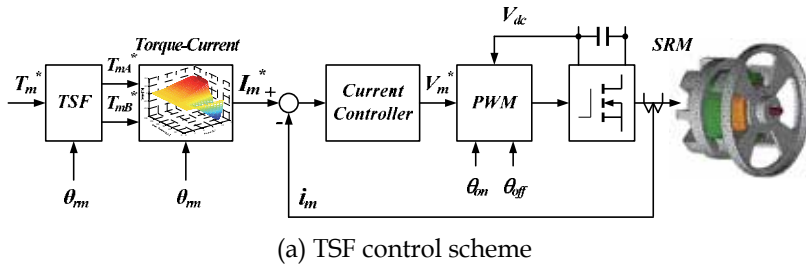 V_dc
Torque-Current
SRM
T_m^*
TSF
T_mA^*
T_mB^*
I_m^*
+
-
Current
Controller
V_m^*
PWM
θ_rm
θ_rm
i_m
θ_on
θ_off
(a) TSF control scheme